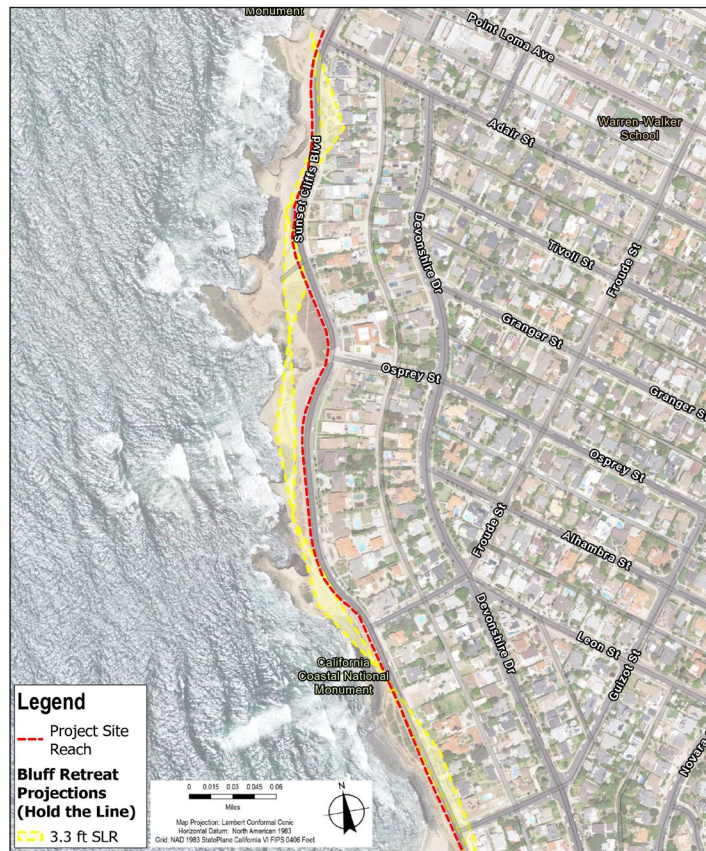 Monument
Point Loma Ave
Warren-Walker
School
Adair St
Sunset Cliffs Blvd
Devonshire Dr
Tivoli St
Froude St
Granger St
Osprey St
Granger St
Osprey St
Froude St
Alhambra St
Devonshire Dr
Leon St
Guizot St
California
Coastal National
Monument
Novara
Legend
Project Site
Reach
Bluff Retreat
Projections
(Hold the Line)
3.3 ft SLR
0 0.015 0.03 0.045 0.06
Miles
N
Map Projection: Lambert Conformal Conic
Horizontal Datum: North American 1983
Grid: NAD 1983 StatePlane California VI FIPS 0406 Feet